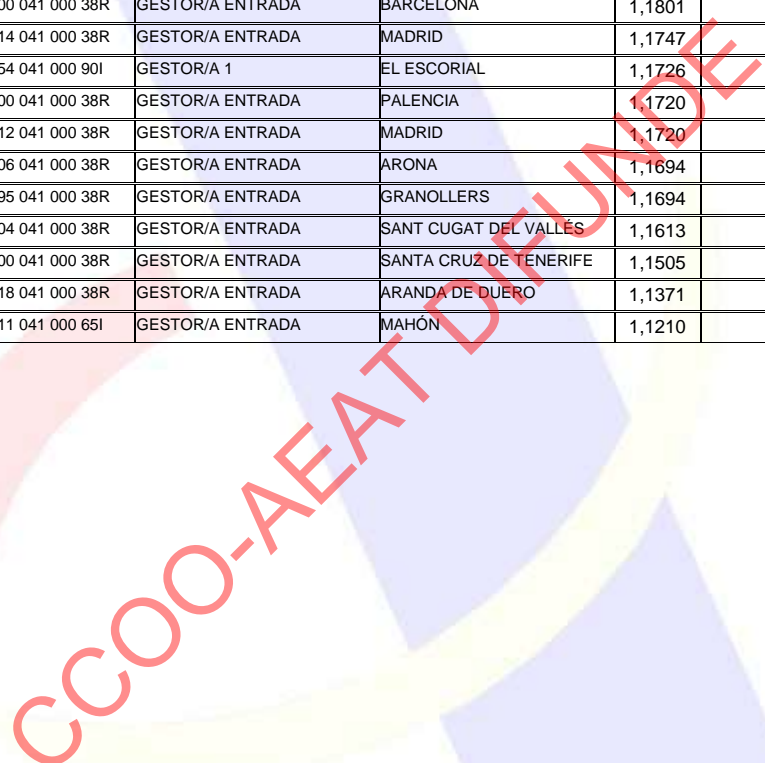 00 041 000 38R GESTOR/A ENTRADA BARCELONA 1,1801
14 041 000 38R GESTOR/A ENTRADA MADRID 1,1747
54 041 000 90I GESTOR/A 1 EL ESCORIAL 1,1726
00 041 000 38R GESTOR/A ENTRADA PALENCIA 1,1720
12 041 000 38R GESTOR/A ENTRADA MADRID 1,1720
06 041 000 38R GESTOR/A ENTRADA ARONA 1,1694
95 041 000 38R GESTOR/A ENTRADA GRANOLLERS 1,1694
04 041 000 38R GESTOR/A ENTRADA SANT CUGAT DEL VALLÉS 1,1613
00 041 000 38R GESTOR/A ENTRADA SANTA CRUZ DE TENERIFE 1,1505
18 041 000 38R GESTOR/A ENTRADA ARANDA DE DUERO 1,1371
11 041 000 65I GESTOR/A ENTRADA MAHÓN 1,1210
CCOO-AEAT DIFUNDE